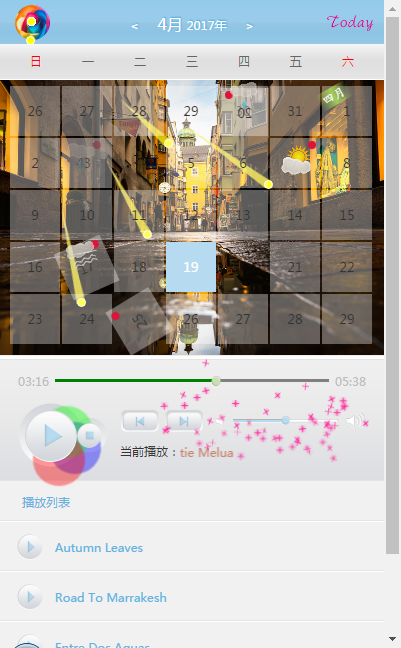 < 4月 2017年 > Today
日 一 二 三 四 五 六
26 27 28 29 30 31 1
四月
2 3 5 6 8
9 10 11 12 13 14 15
16 17 18 19 21 22
23 24 25 26 27 28 29
03:16 05:38
当前播放：tie Melua
播放列表
Autumn Leaves
Road To Marrakesh
Entre Dos Aguas